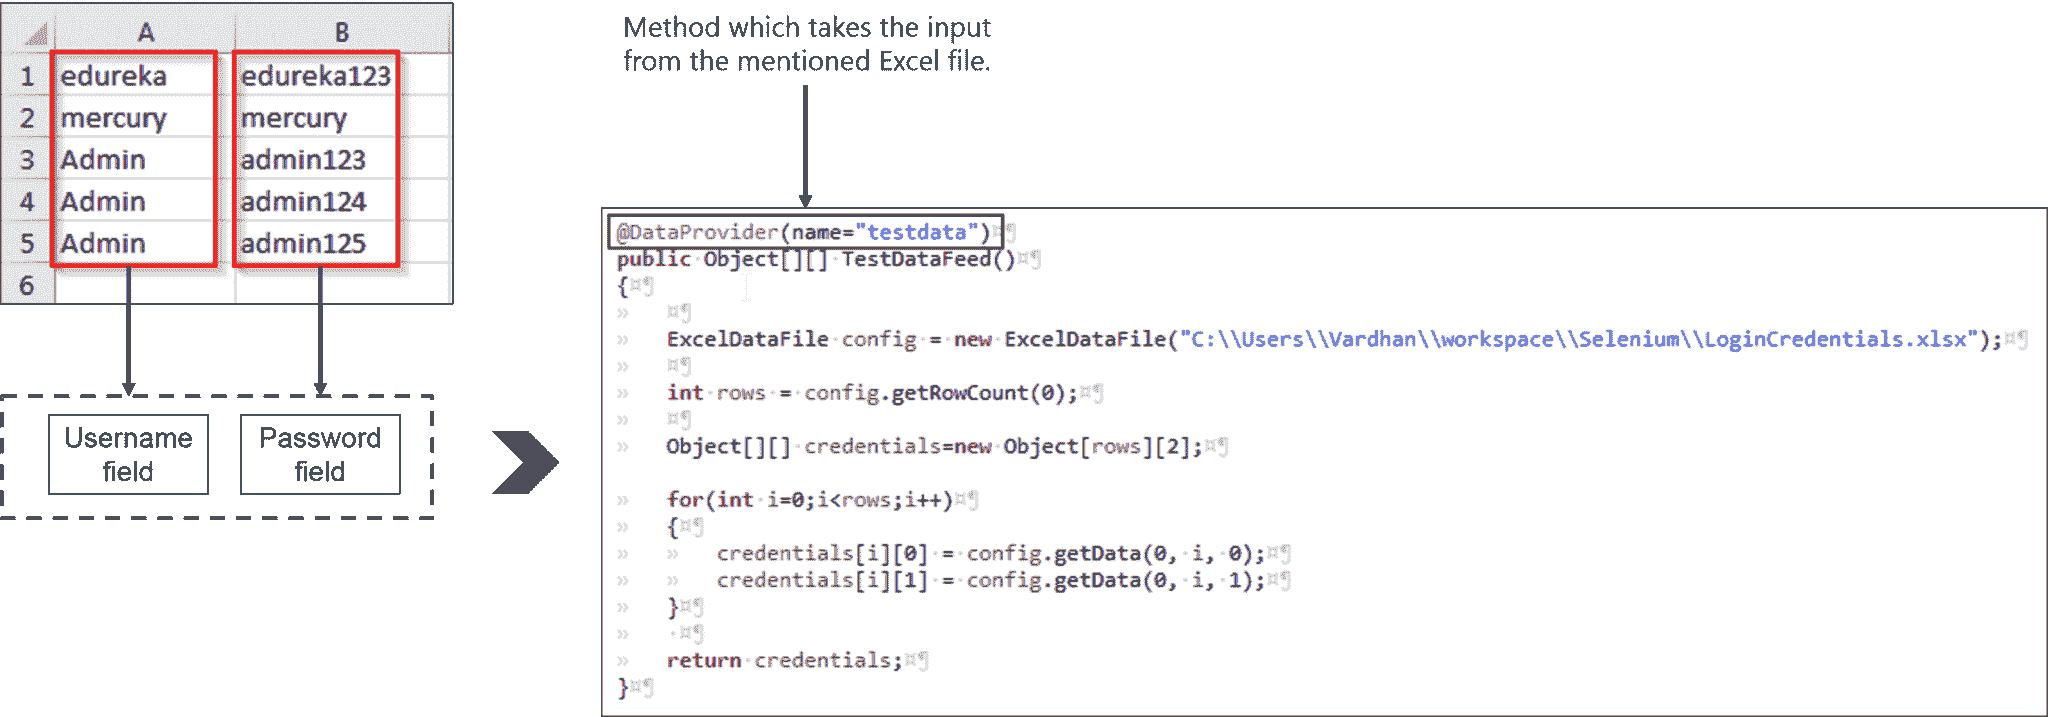 A B
1 edureka edureka123
2 mercury mercury
3 Admin admin123
4 Admin admin124
5 Admin admin125
6
Username
field
Password
field
Method which takes the input
from the mentioned Excel file.
@DataProvider(name="testdata")
public Object[][] TestDataFeed()
{
ExcelDataFile config = new ExcelDataFile("C:\\Users\\Vardhan\\workspace\\Selenium\\LoginCredentials.xlsx");
int rows = config.getRowCount(0);
Object[][] credentials=new Object[rows][2];
for(int i=0;i<rows;i++)
{
credentials[i][0] = config.getData(0, i, 0);
credentials[i][1] = config.getData(0, i, 1);
}
return credentials;
}